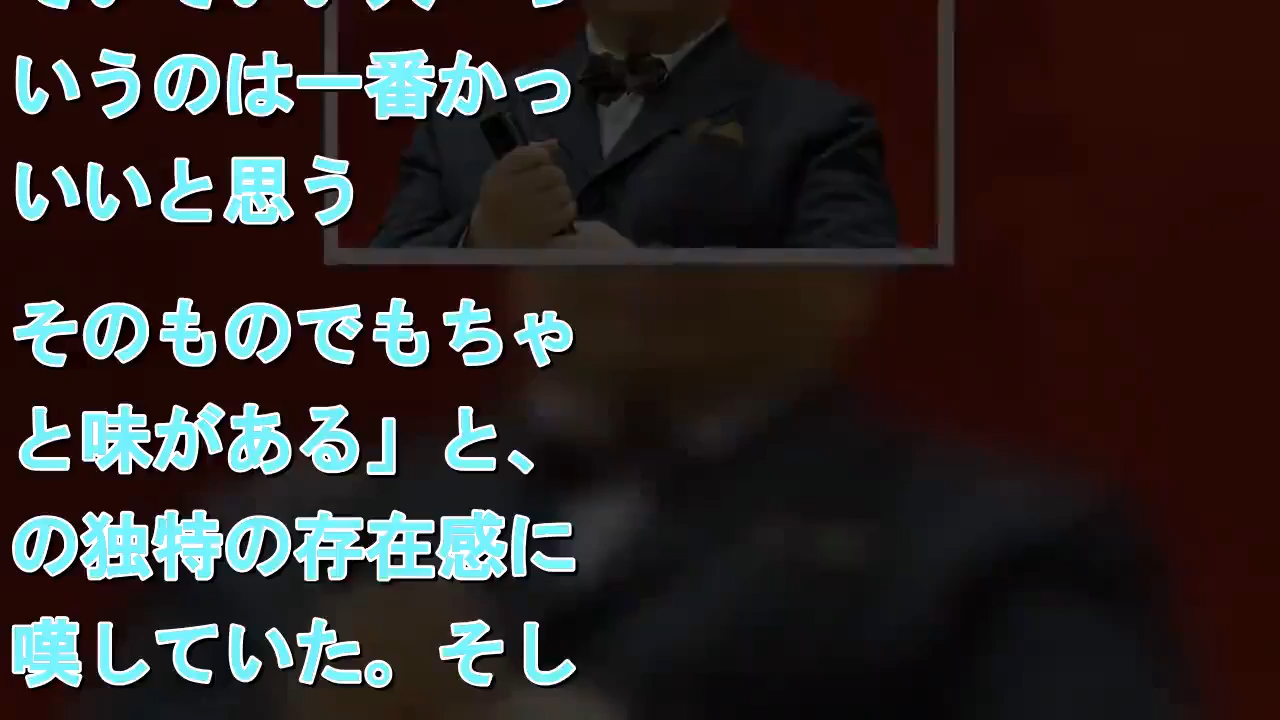 いうのは一番かっ
いいと思う
そのものでもちゃ
と味がある」と、
の独特の存在感に
嘆していた。そし